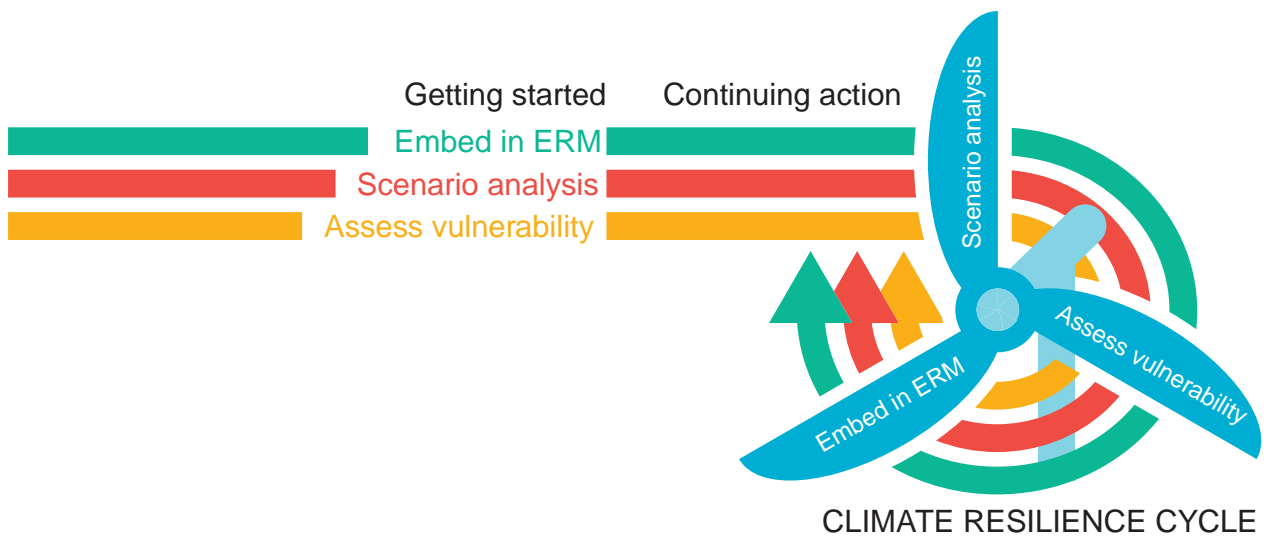 Getting started
Continuing action
Embed in ERM
Scenario analysis
Assess vulnerability
Scenario analysis
Assess vulnerability
Embed in ERM
CLIMATE RESILIENCE CYCLE